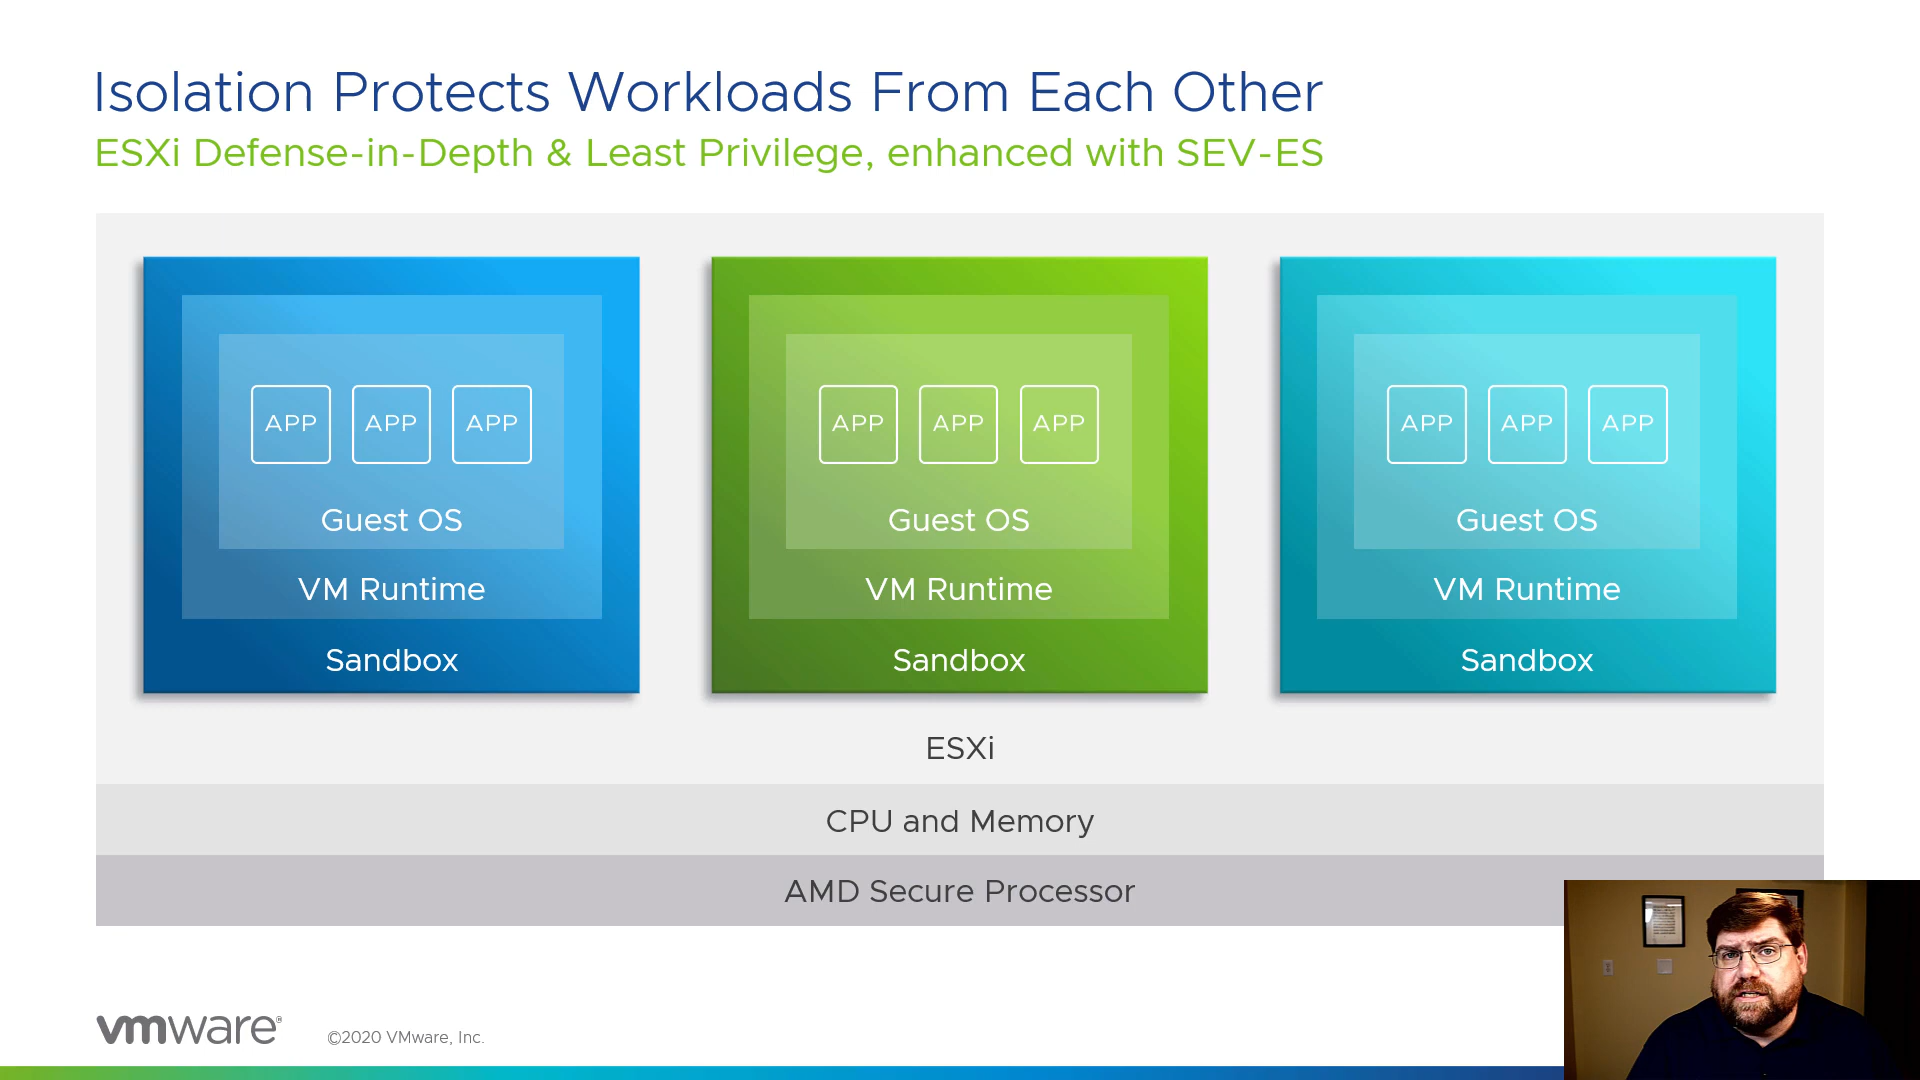 Isolation Protects Workloads From Each Other
ESXi Defense-in-Depth & Least Privilege, enhanced with SEV-ES
APP APP APP
Guest OS
VM Runtime
Sandbox
APP APP APP
Guest OS
VM Runtime
Sandbox
APP APP APP
Guest OS
VM Runtime
Sandbox
ESXi
CPU and Memory
AMD Secure Processor
vmware®
©2020 VMware, Inc.